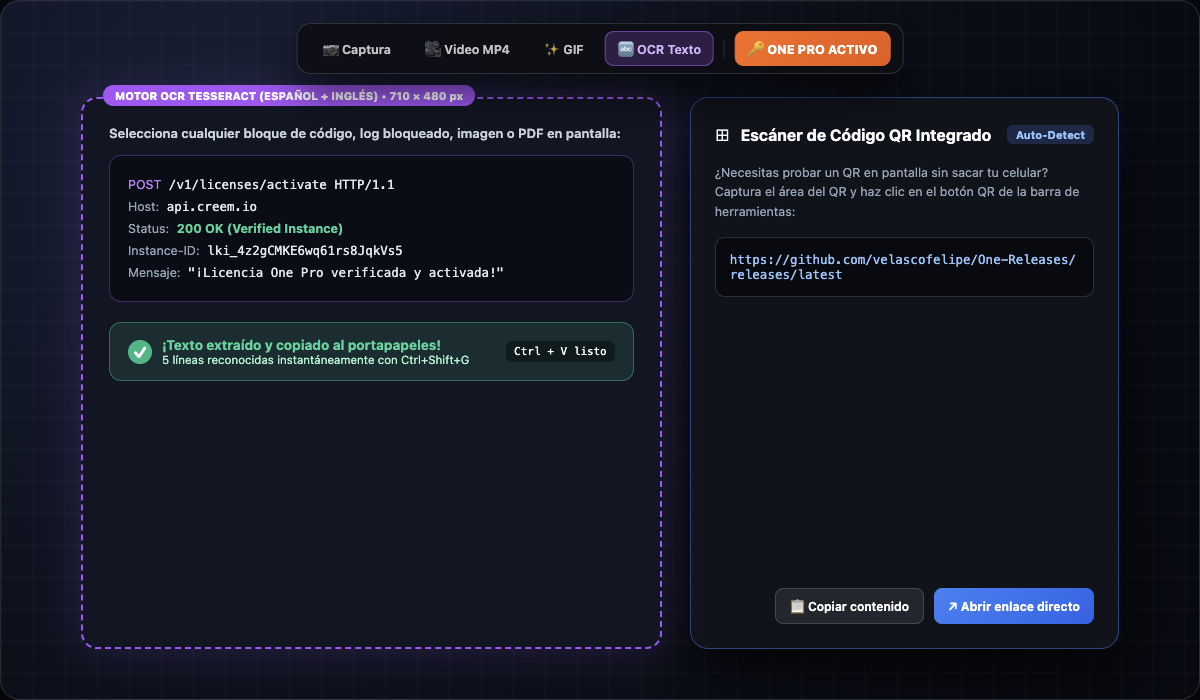 📷 Captura
🎥 Video MP4
✨ GIF
🔤 OCR Texto
🔑 ONE PRO ACTIVO
MOTOR OCR TESSERACT (ESPAÑOL + INGLÉS) • 710 × 480 px
Selecciona cualquier bloque de código, log bloqueado, imagen o PDF en pantalla:
POST /v1/licenses/activate HTTP/1.1
Host: api.creem.io
Status: 200 OK (Verified Instance)
Instance-ID: lki_4z2gCMKE6wq61rs8JqkVs5
Mensaje: "¡Licencia One Pro verificada y activada!"
¡Texto extraído y copiado al portapapeles!
5 líneas reconocidas instantáneamente con Ctrl+Shift+G
Ctrl + V listo
Escáner de Código QR Integrado
Auto-Detect
¿Necesitas probar un QR en pantalla sin sacar tu celular?
Captura el área del QR y haz clic en el botón QR de la barra de
herramientas:
https://github.com/velascofelipe/One-Releases/
releases/latest
📋 Copiar contenido
↗ Abrir enlace directo